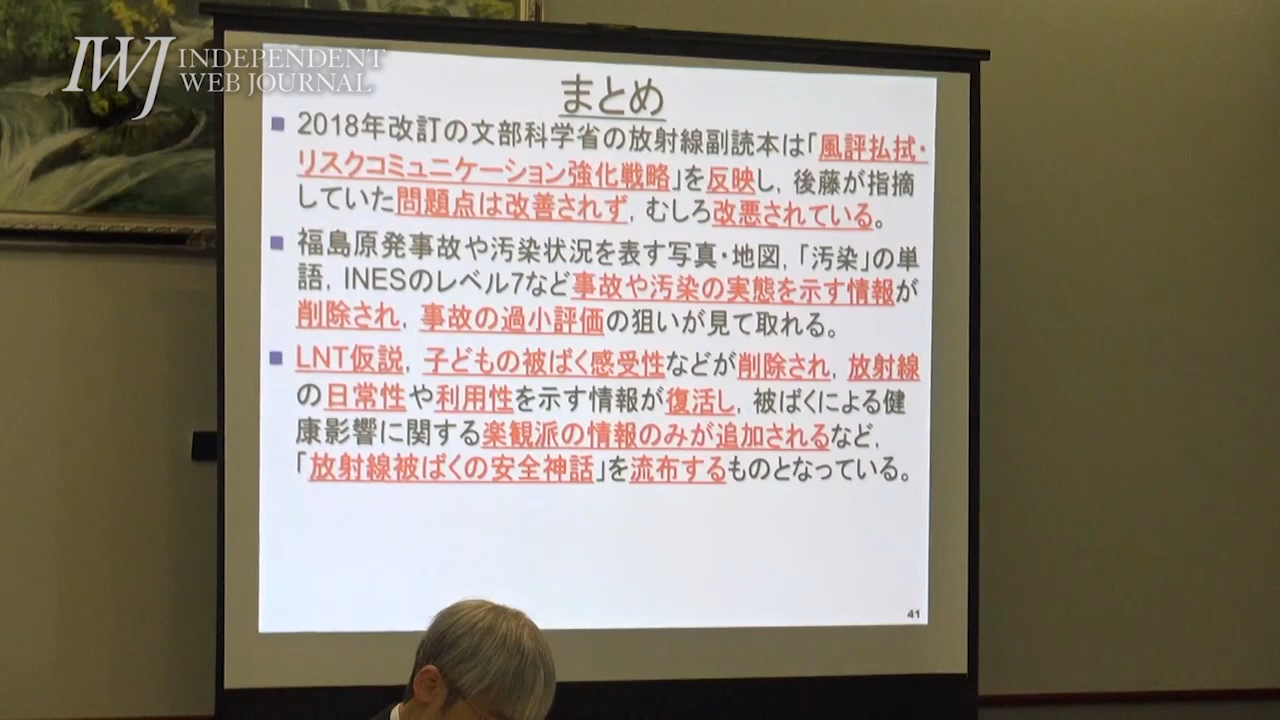 IWJ INDEPENDENT
WEB JOURNAL
まとめ
2018年改訂の文部科学省の放射線副読本は「風評払拭・
リスクコミュニケーション強化戦略」を反映し，後藤が指摘
していた問題点は改善されず，むしろ改悪されている。
福島原発事故や汚染状況を表す写真・地図，「汚染」の単
語，INESのレベル7など事故や汚染の実態を示す情報が
削除され，事故の過小評価の狙いが見て取れる。
LNT仮説，子どもの被ばく感受性などが削除され，放射線
の日常性や利用性を示す情報が復活し，被ばくによる健
康影響に関する楽観派の情報のみが追加されるなど，
「放射線被ばくの安全神話」を流布するものとなっている。
41